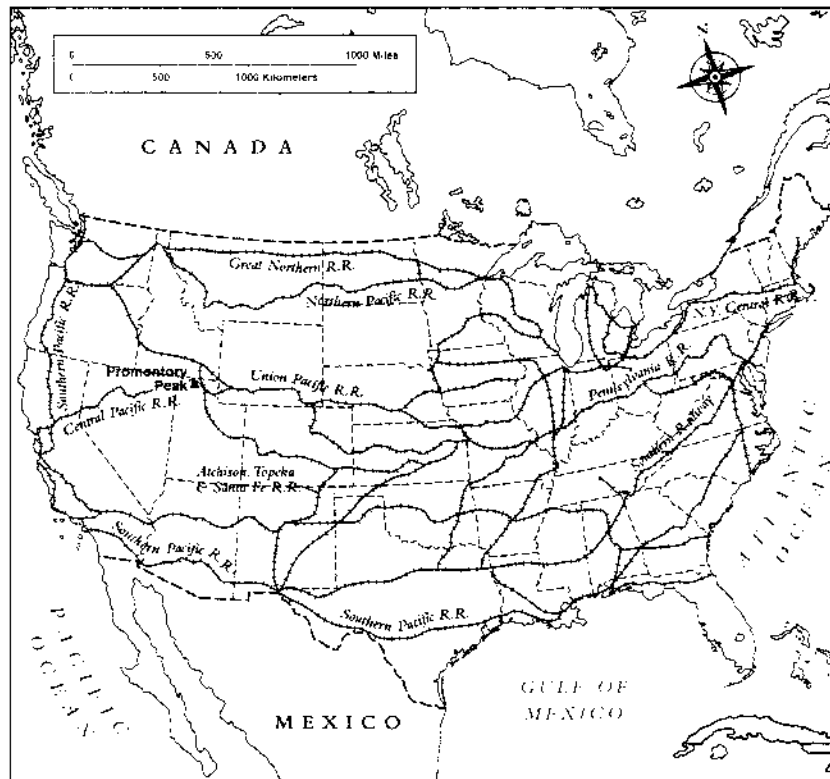 0 500 1000 Miles
0 500 1000 Kilometers
N
CANADA
Great Northern R.R.
Northern Pacific R.R.
N.Y. Central R.R.
Southern Pacific R.R.
Promontory
Peak
Union Pacific R.R.
Pennsylvania R.R.
Central Pacific R.R.
Southern Railway
Atchison, Topeka
& Santa Fe R.R.
Southern Pacific R.R.
Southern Pacific R.R.
ATLANTIC
OCEAN
PACIFIC
OCEAN
GULF OF
MEXICO
MEXICO